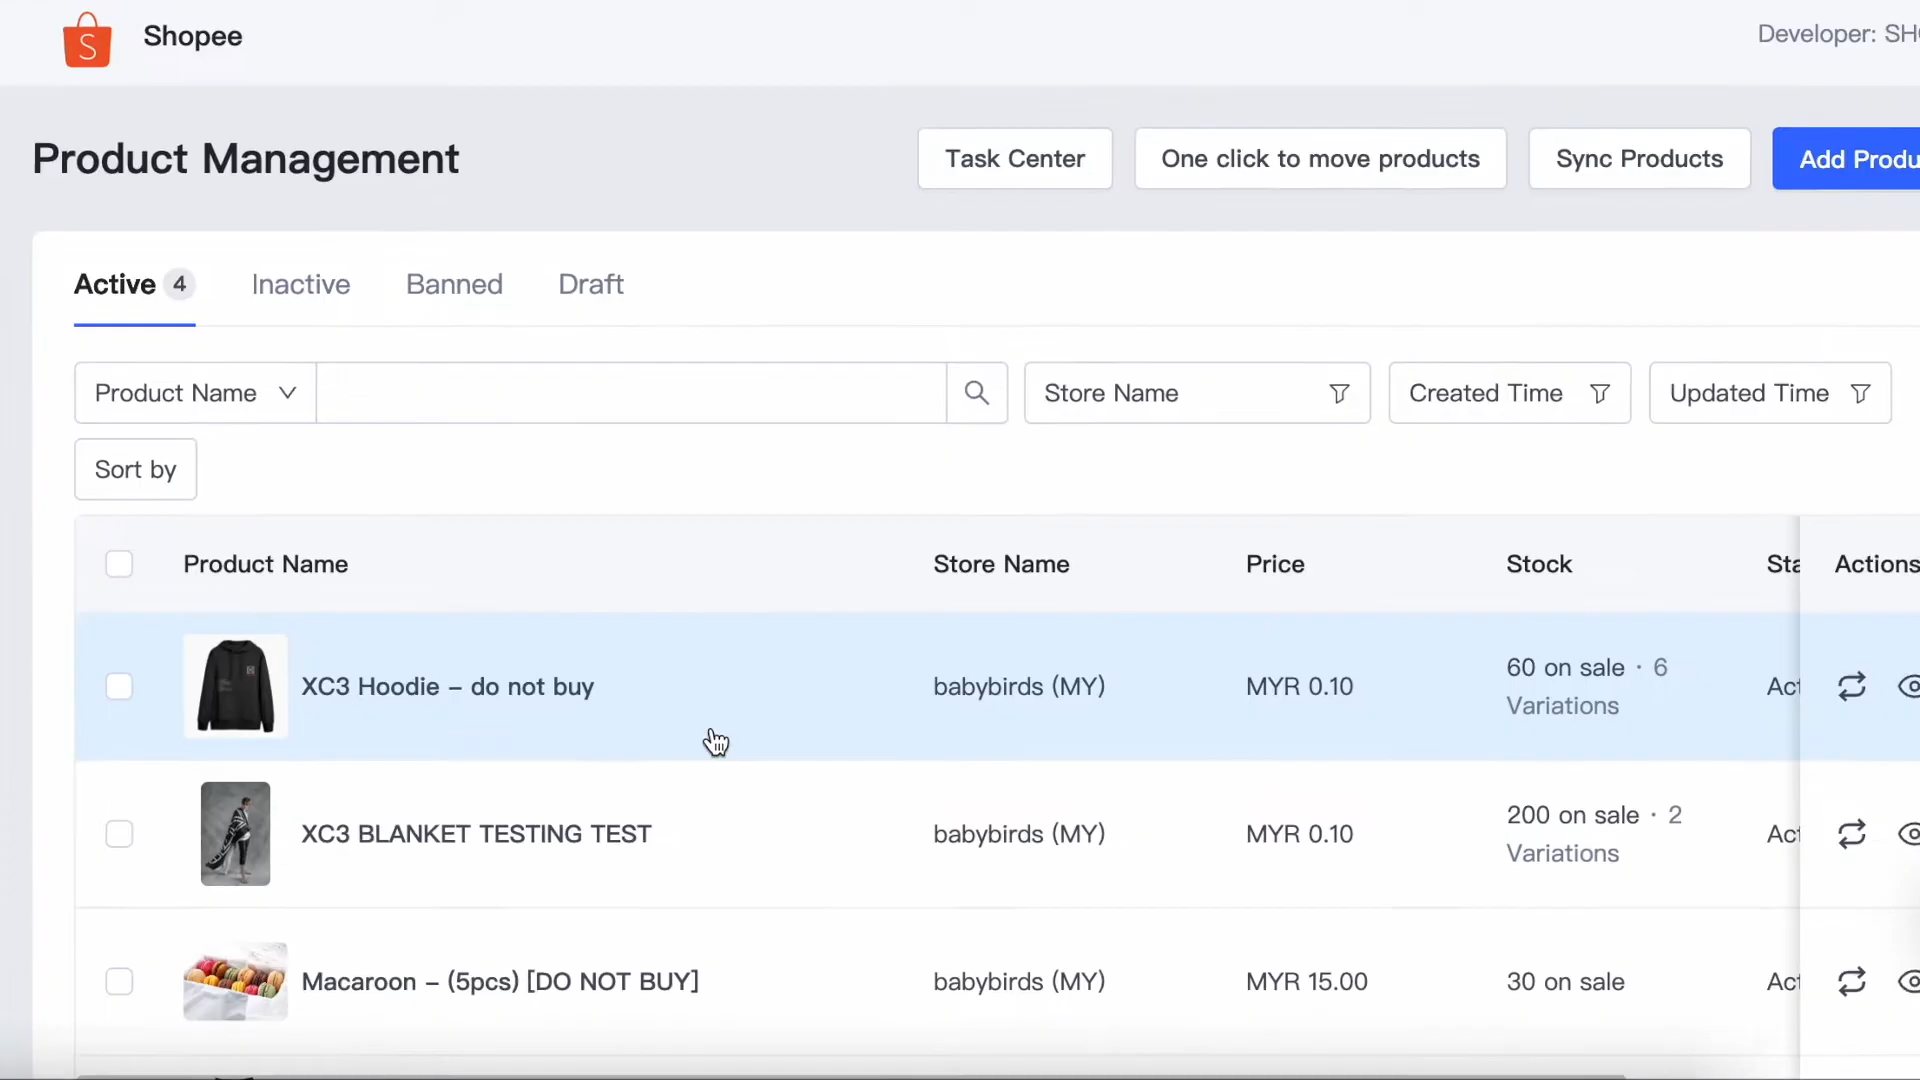 S
Shopee
Developer: SH
Product Management
Task Center
One click to move products
Sync Products
Add Produ
Active 4
Inactive
Banned
Draft
Product Name
Store Name
Created Time
Updated Time
Sort by
Product Name
Store Name
Price
Stock
Sta
Actions
XC3 Hoodie – do not buy
babybirds (MY)
MYR 0.10
60 on sale · 6
Variations
Act
XC3 BLANKET TESTING TEST
babybirds (MY)
MYR 0.10
200 on sale · 2
Variations
Act
Macaroon – (5pcs) [DO NOT BUY]
babybirds (MY)
MYR 15.00
30 on sale
Act